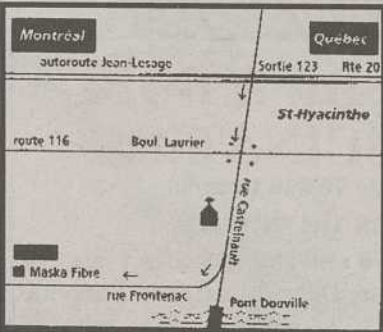 Montréal
Québec
autoroute Jean-Lesage
Sortie 123 Rte 20
St-Hyacinthe
route 116 Boul. Laurier
rue Castelnault
Maska Fibre
rue Frontenac
Pont Douville